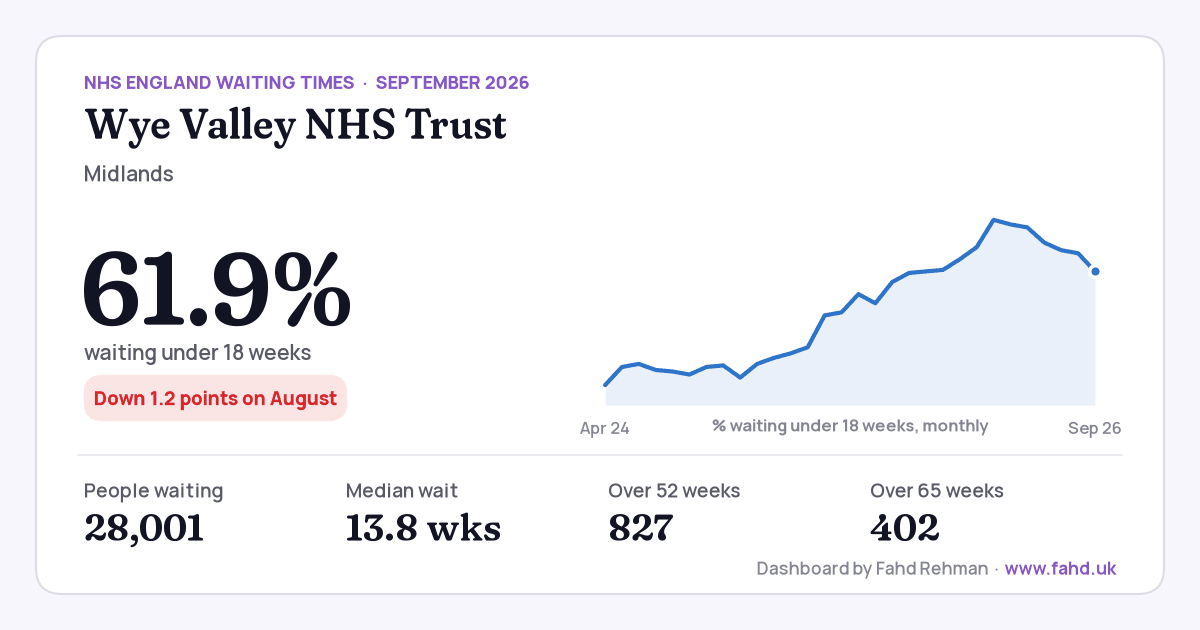 NHS ENGLAND WAITING TIMES · SEPTEMBER 2026
Wye Valley NHS Trust
Midlands
61.9%
waiting under 18 weeks
Down 1.2 points on August
Apr 24
% waiting under 18 weeks, monthly
Sep 26
People waiting
28,001
Median wait
13.8 wks
Over 52 weeks
827
Over 65 weeks
402
Dashboard by Fahd Rehman · www.fahd.uk